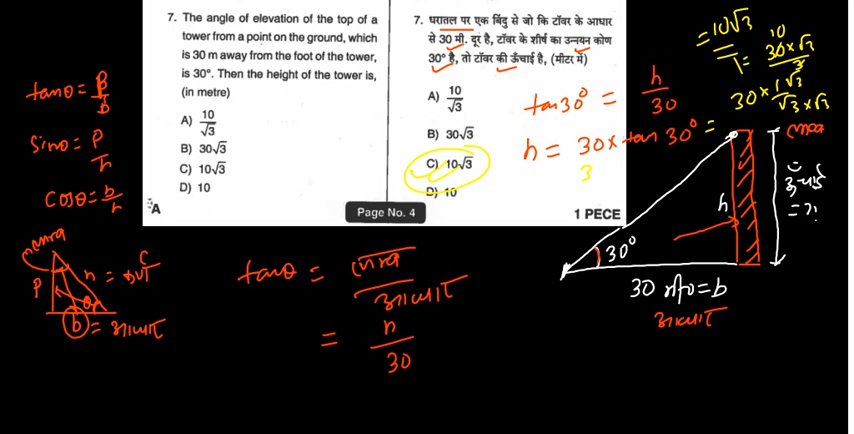 7. The angle of elevation of the top of a
tower from a point on the ground, which
is 30 m away from the foot of the tower,
is 30°. Then the height of the tower is,
(in metre)
A) 10/√3
B) 30√3
C) 10√3
D) 10
A
Page No. 4
7. धरातल पर एक बिंदु से जो कि टॉवर के आधार
से 30 मी. दूर है, टॉवर के शीर्ष का उन्नयन कोण
30° है, तो टॉवर की ऊँचाई है, (मीटर में)
A) 10/√3
B) 30√3
C) 10√3
D) 10
1 PECE
tanθ = P/b
sinθ = P/h
cosθ = b/h
P
θ
b = आधार
tanθ = लम्ब/आधार
= h/30
tan30° = h/30
h = 30 × tan 30° =
3
= 10√3
30 × 1/√3 × √3/√3
लम्ब
ऊंचाई
= ?
h
30°
30 मी० = b
आधार